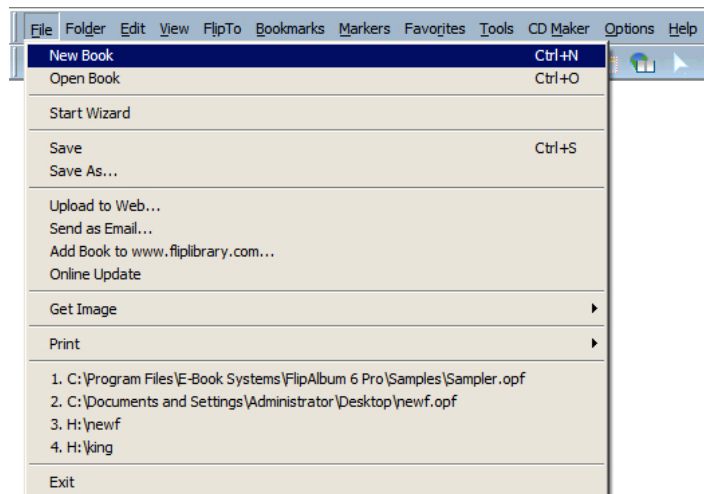 File Folder Edit View FlipTo Bookmarks Markers Favorites Tools CD Maker Options Help
New Book Ctrl+N
Open Book Ctrl+O
Start Wizard
Save Ctrl+S
Save As...
Upload to Web...
Send as Email...
Add Book to www.fliplibrary.com...
Online Update
Get Image
Print
1. C:\Program Files\E-Book Systems\FlipAlbum 6 Pro\Samples\Sampler.opf
2. C:\Documents and Settings\Administrator\Desktop\newf.opf
3. H:\newf
4. H:\king
Exit